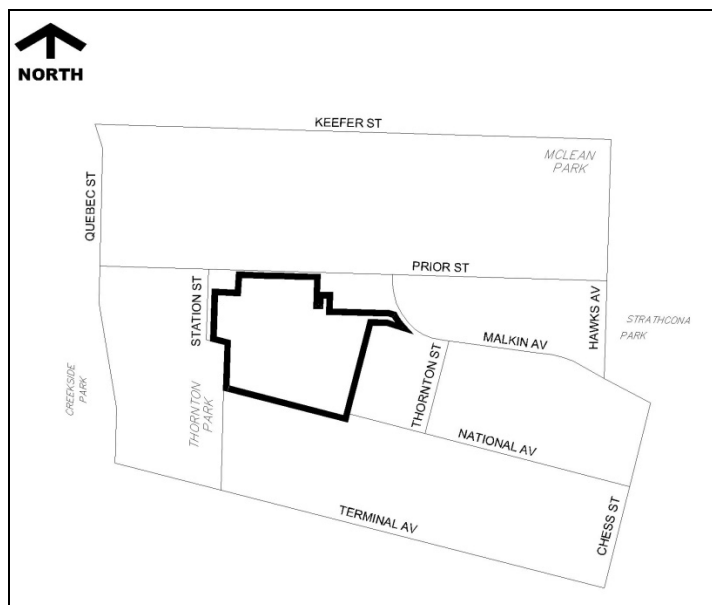 NORTH
KEEFER ST
MCLEAN
PARK
QUEBEC ST
PRIOR ST
STATION ST
HAWKS AV
STRATHCONA
PARK
MALKIN AV
THORNTON ST
CREEKSIDE
PARK
THORNTON
PARK
NATIONAL AV
TERMINAL AV
CHESS ST